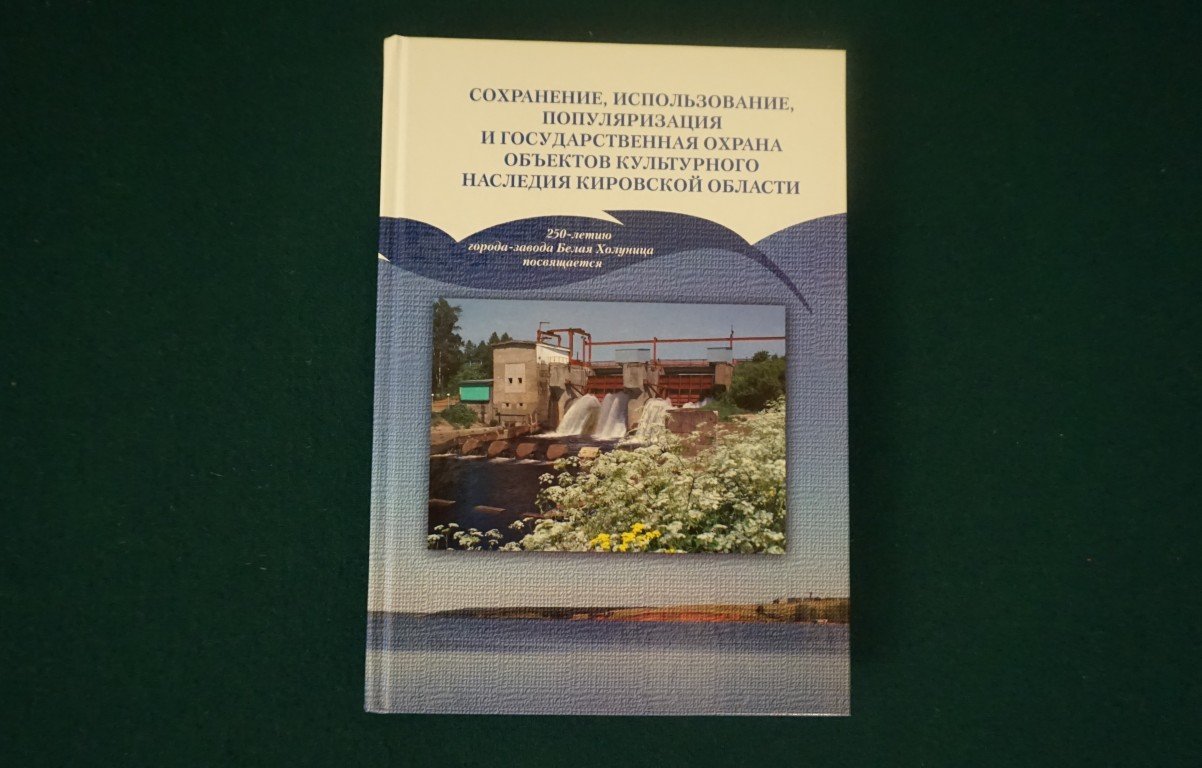 СОХРАНЕНИЕ, ИСПОЛЬЗОВАНИЕ,
ПОПУЛЯРИЗАЦИЯ
И ГОСУДАРСТВЕННАЯ ОХРАНА
ОБЪЕКТОВ КУЛЬТУРНОГО
НАСЛЕДИЯ КИРОВСКОЙ ОБЛАСТИ
250-летию
города-завода Белая Холуница
посвящается